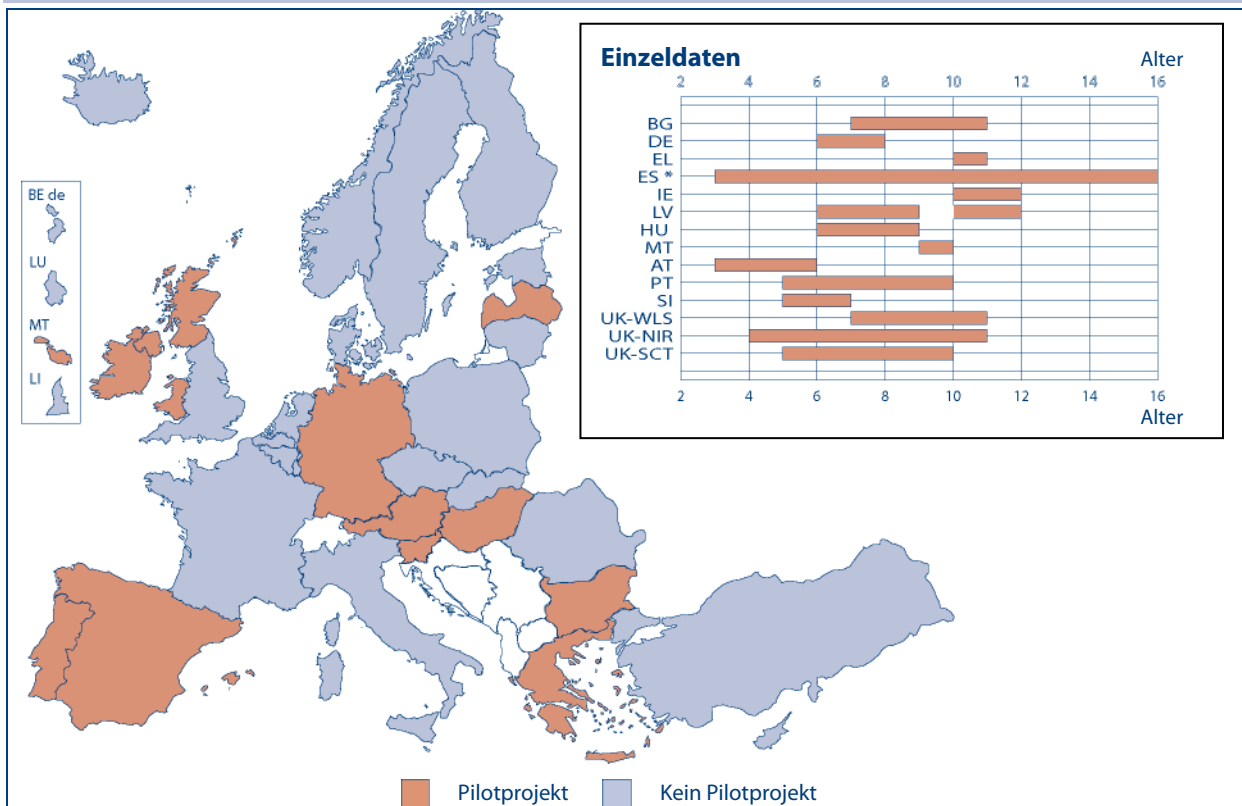 Einzeldaten
Alter
2 4 6 8 10 12 14 16
BG
DE
EL
ES *
IE
LV
HU
MT
AT
PT
SI
UK-WLS
UK-NIR
UK-SCT
2 4 6 8 10 12 14 16
Alter
BE de
LU
MT
LI
Pilotprojekt Kein Pilotprojekt